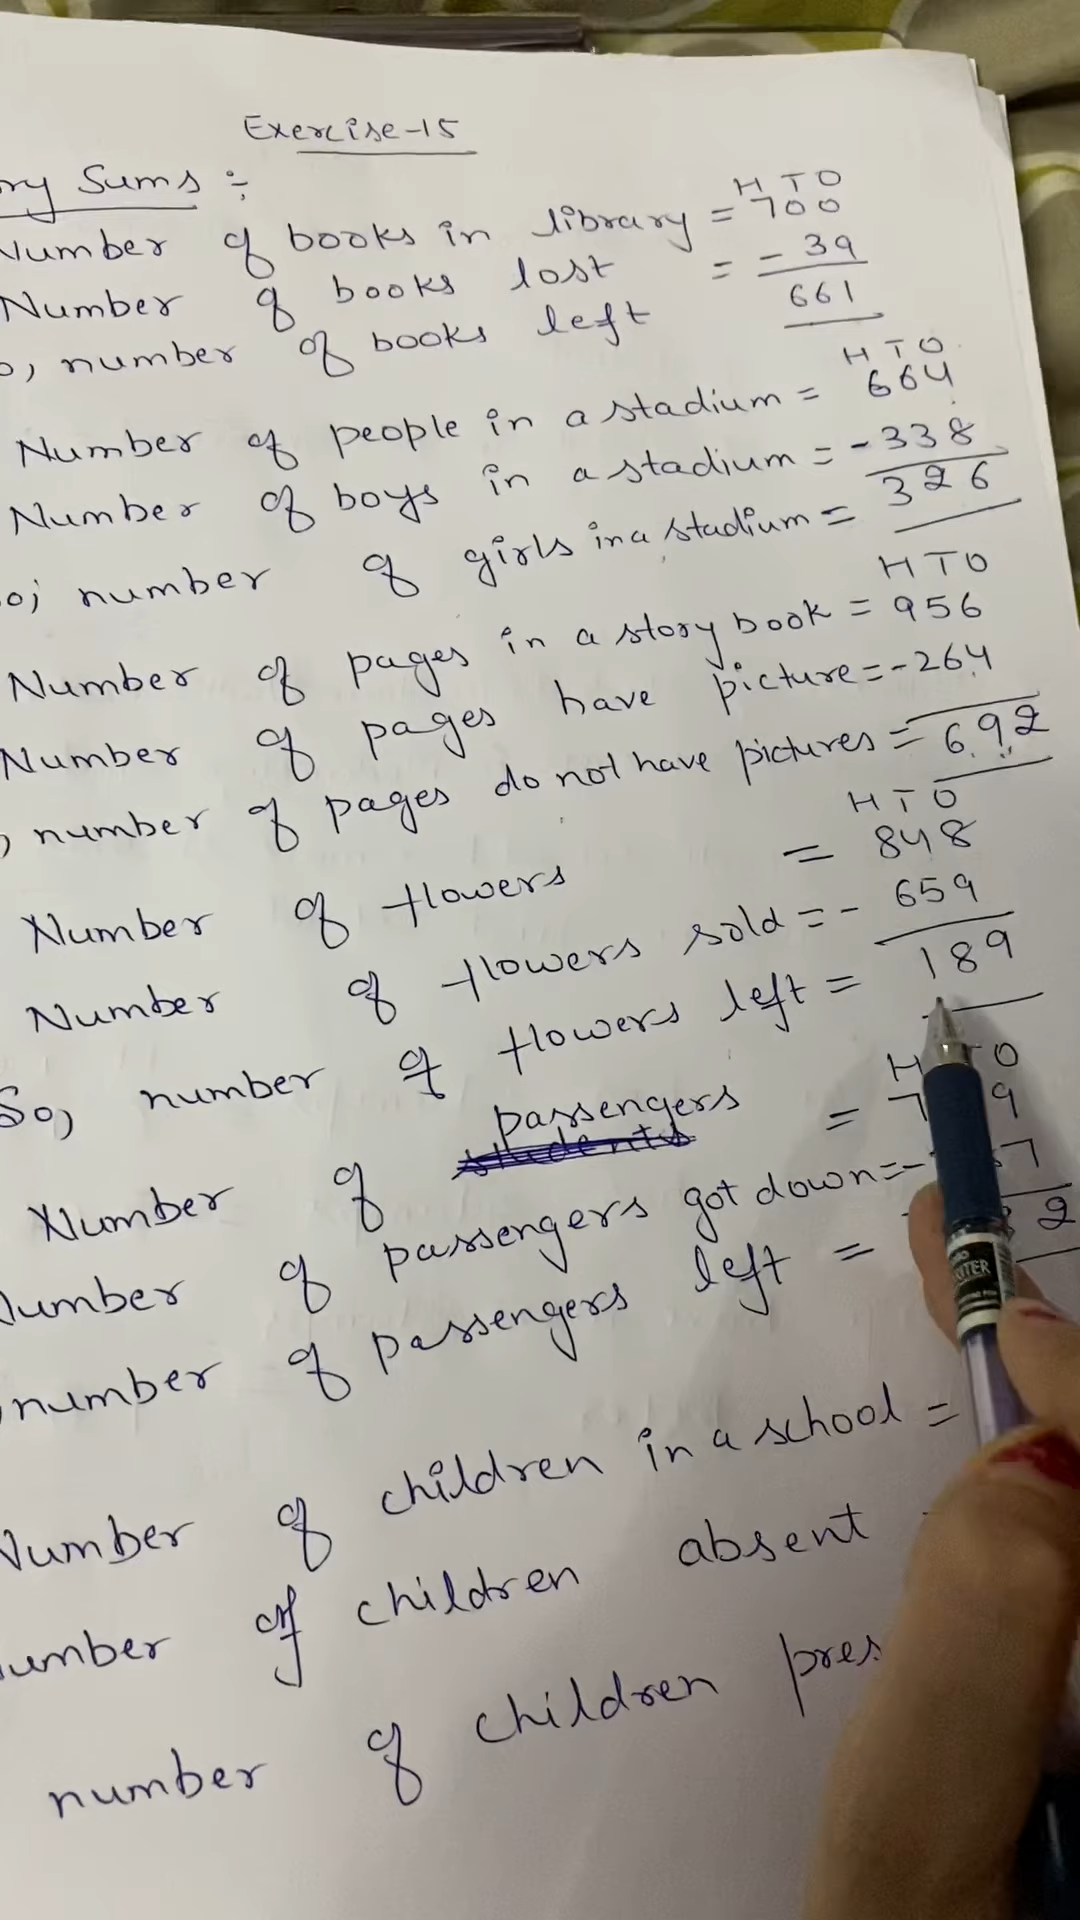 Exercise-15
Sums :-
H T O
Number of books in library = 700
Number of books lost = - 39
number of books left 661
H T O
Number of people in a stadium = 664
Number of boys in a stadium = - 338
number of girls in a stadium = 326
H T O
Number of pages in a story book = 956
Number of pages have picture = - 264
number of pages do not have pictures = 692
H T O
Number of flowers = 848
Number of flowers sold = - 659
So, number of flowers left = 189
H O
Number of passengers = 7 9
Number of passengers got down = - 7
number of passengers left = 2
Number of children in a school =
number of children absent
number of children